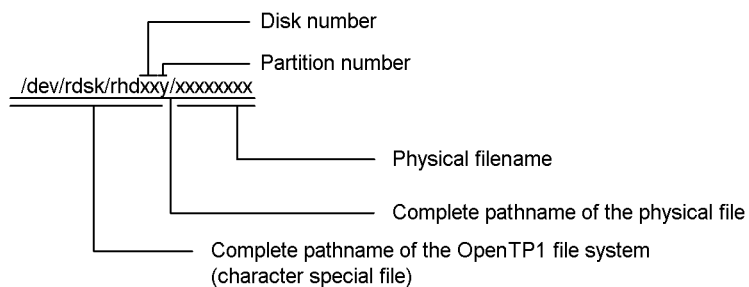 Disk number
Partition number
/dev/rdsk/rhdxxy/xxxxxxxx
Physical filename
Complete pathname of the physical file
Complete pathname of the OpenTP1 file system
(character special file)